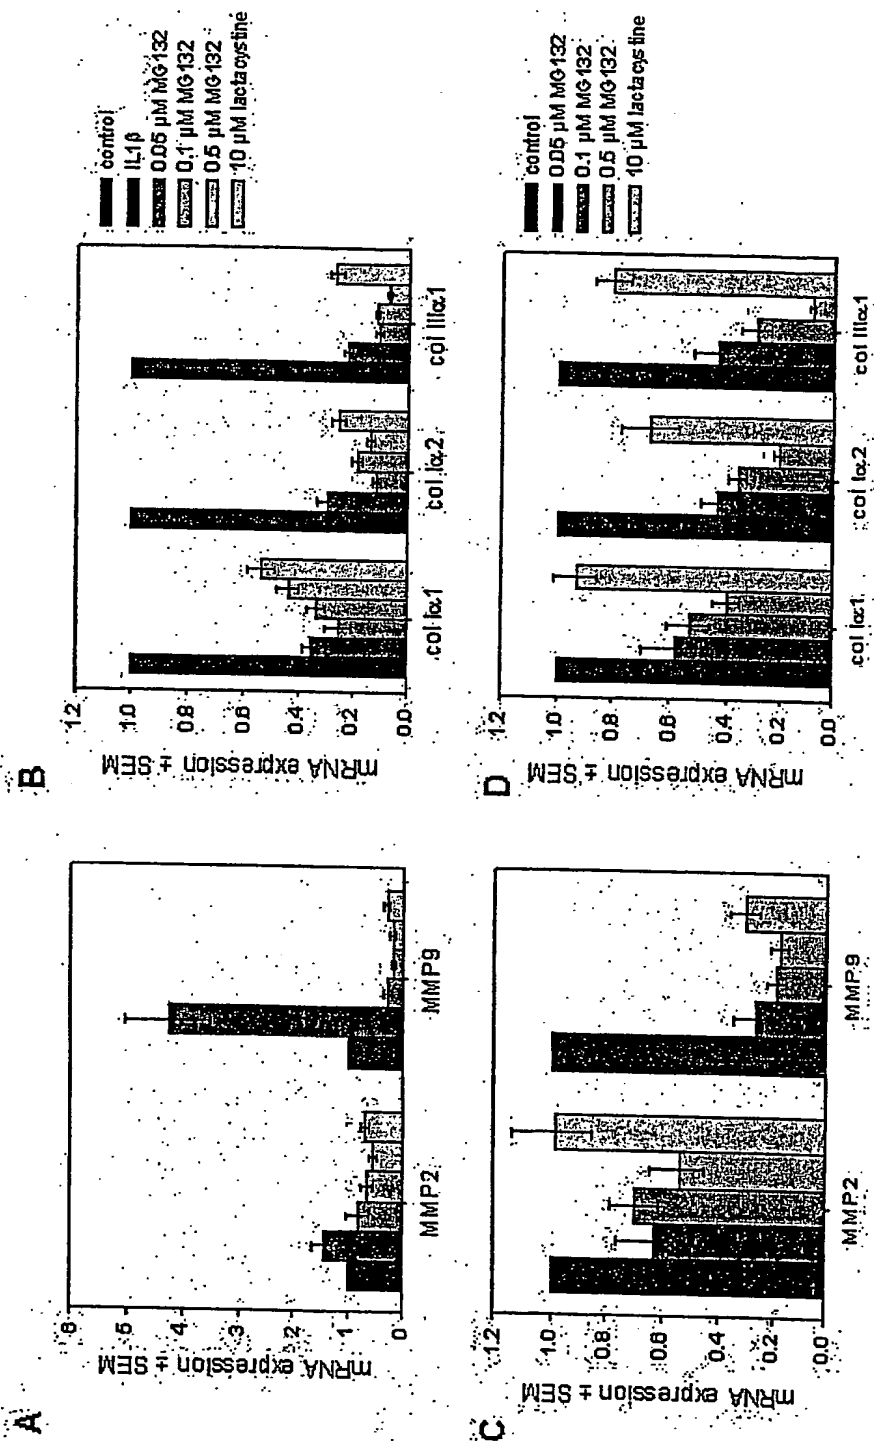 A
mRNA expression ± SEM
6
5
4
3
2
1
0
MMP2
MMP9
B
mRNA expression ± SEM
1.2
1.0
0.8
0.6
0.4
0.2
0.0
col Iα1
col Iα2
col IIIα1
control
IL1β
0.05 µM MG132
0.1 µM MG132
0.5 µM MG132
10 µM lactacystine
C
mRNA expression ± SEM
1.2
1.0
0.8
0.6
0.4
0.2
0.0
MMP2
MMP9
D
mRNA expression ± SEM
1.2
1.0
0.8
0.6
0.4
0.2
0.0
col Iα1
col Iα2
col IIIα1
control
0.05 µM MG132
0.1 µM MG132
0.5 µM MG132
10 µM lactacystine